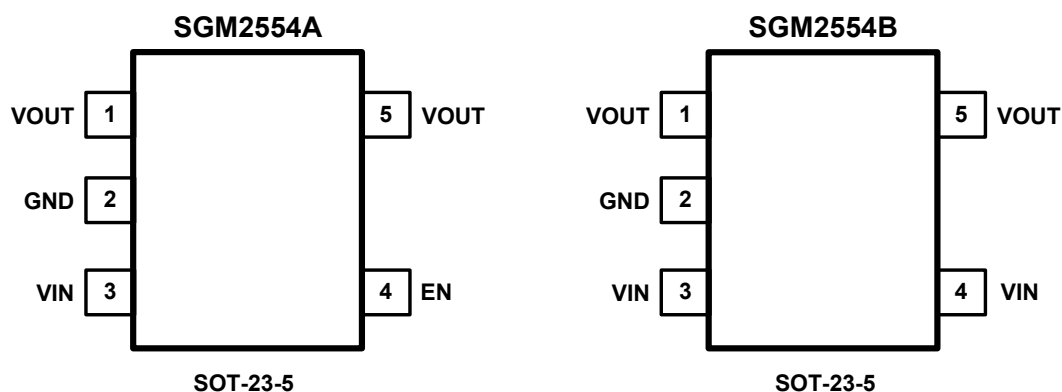 SGM2554A
VOUT 1 5 VOUT
GND 2
VIN 3 4 EN
SOT-23-5
SGM2554B
VOUT 1 5 VOUT
GND 2
VIN 3 4 VIN
SOT-23-5